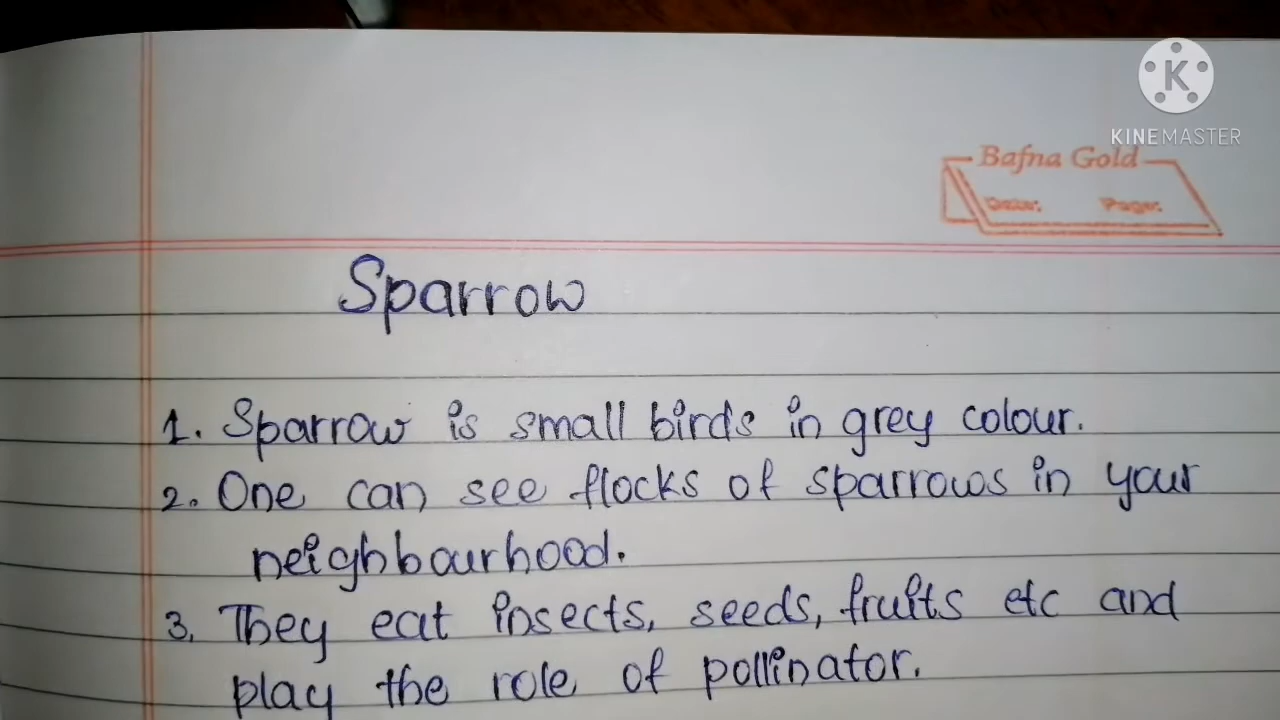 KINEMASTER
Bafna Gold
Date: Page:
Sparrow
1. Sparrow is small birds in grey colour.
2. One can see flocks of sparrows in your
neighbourhood.
3. They eat insects, seeds, fruits etc and
play the role of pollinator.